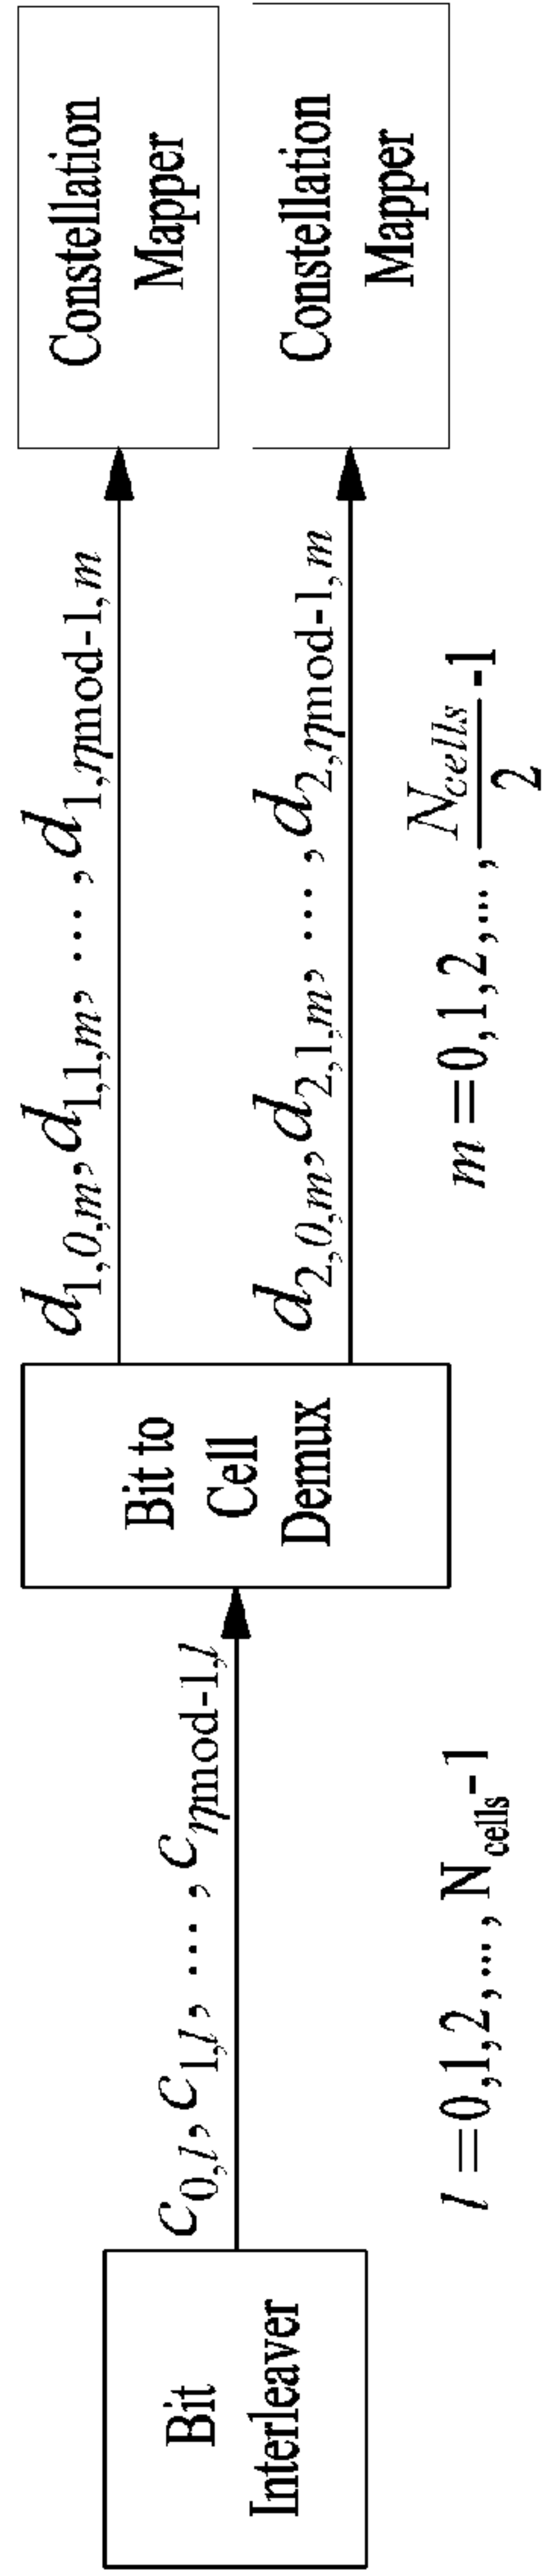 Bit
Interleaver
c0,l, c1,l, ..., cηmod-1,l
l =0,1,2,..., Ncells-1
Bit to
Cell
Demux
d1,0,m, d1,1,m, ..., d1,ηmod-1,m
d2,0,m, d2,1,m, ..., d2,ηmod-1,m
m =0,1,2,..., Ncells/2 -1
Constellation
Mapper
Constellation
Mapper